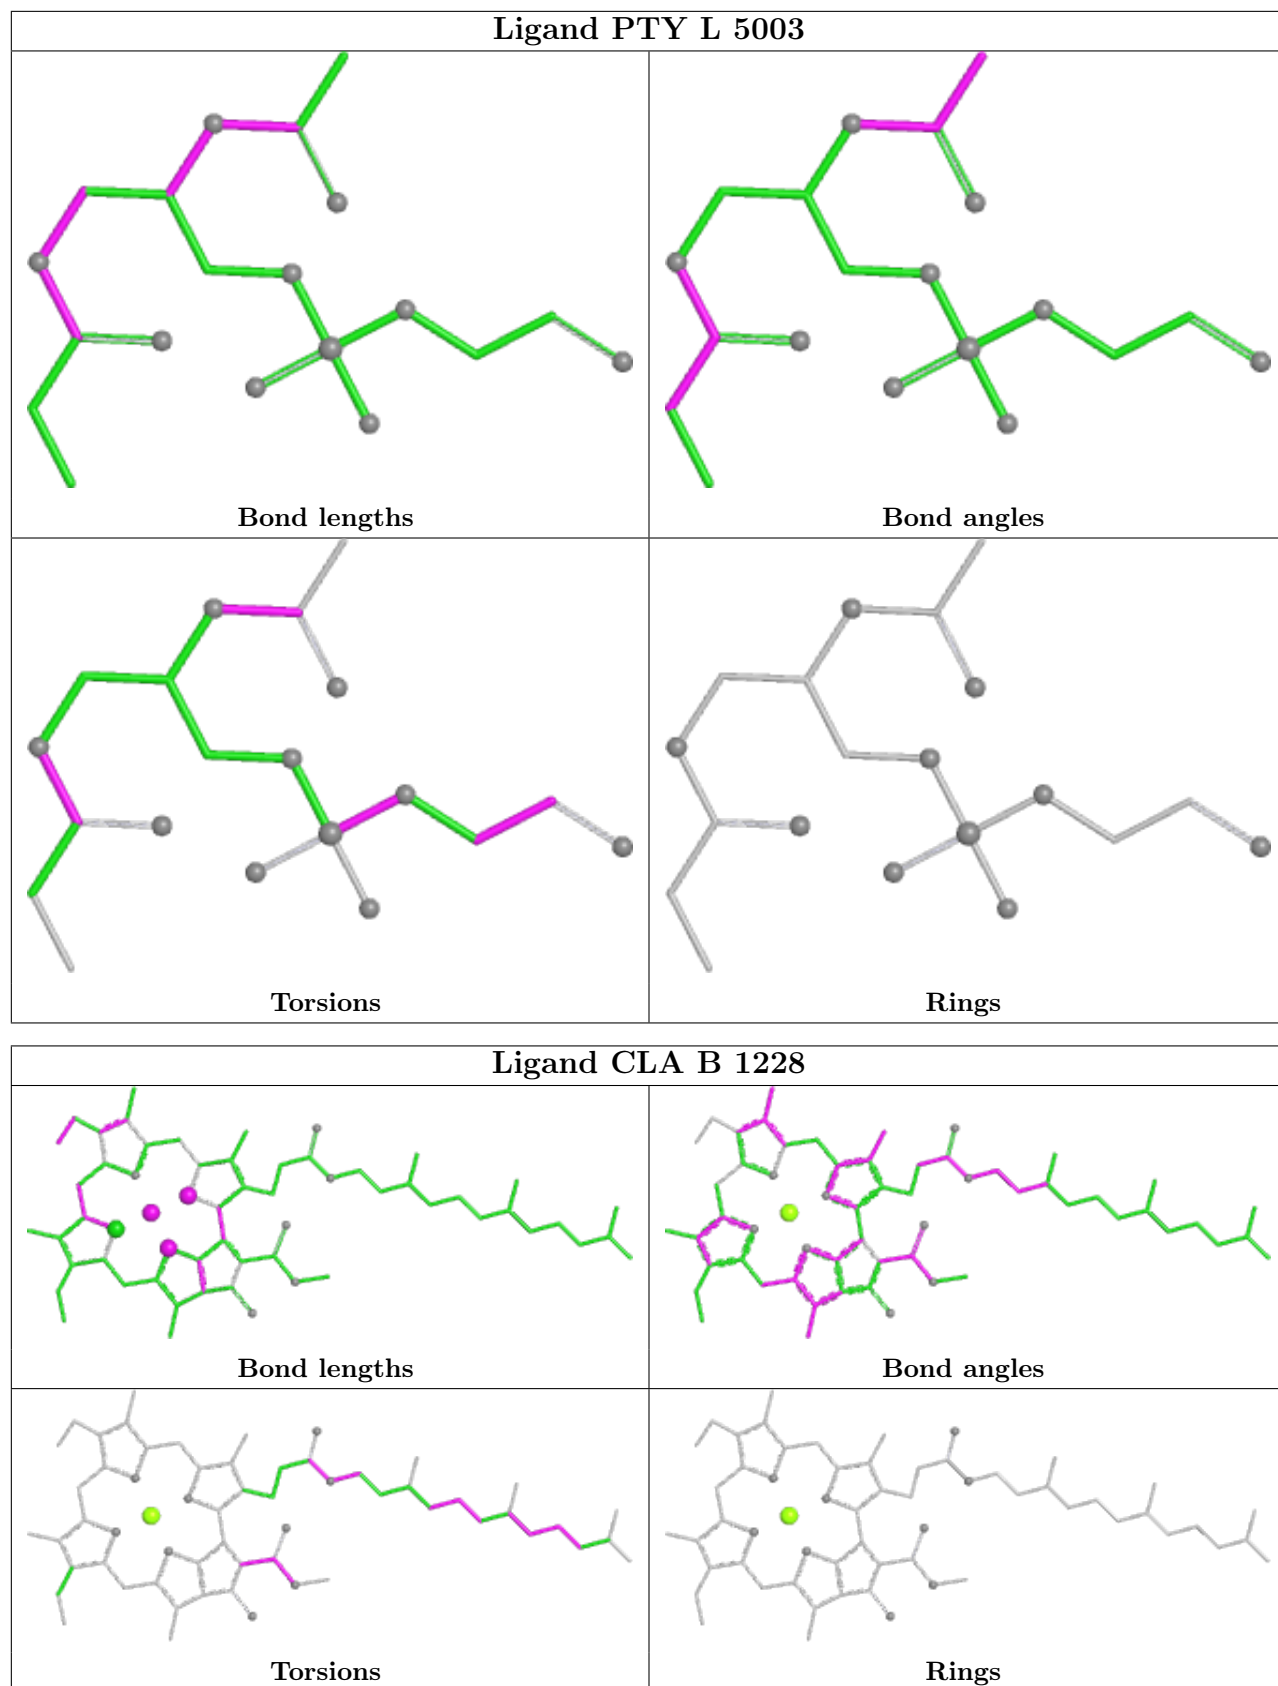 Ligand PTY L 5003
Bond lengths
Bond angles
Torsions
Rings
Ligand CLA B 1228
Bond lengths
Bond angles
Torsions
Rings